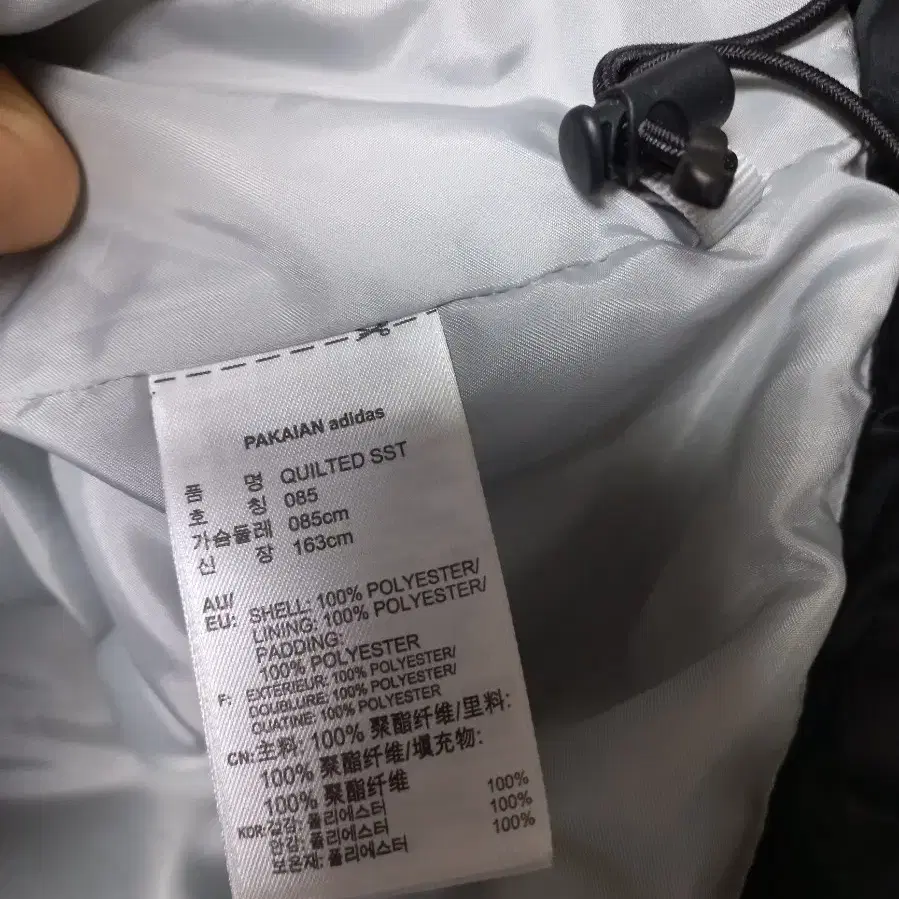 PAKAIAN adidas
품 명 QUILTED SST
호 칭 085
가슴둘레 085cm
신 장 163cm
AU/
EU: SHELL: 100% POLYESTER/
LINING: 100% POLYESTER/
PADDING:
100% POLYESTER
F: EXTERIEUR: 100% POLYESTER/
DOUBLURE: 100% POLYESTER/
OUATINE: 100% POLYESTER
CN: 主料: 100% 聚酯纤维/里料:
100% 聚酯纤维/填充物:
100% 聚酯纤维
KOR: 겉감: 폴리에스터 100%
안감: 폴리에스터 100%
보온재: 폴리에스터 100%